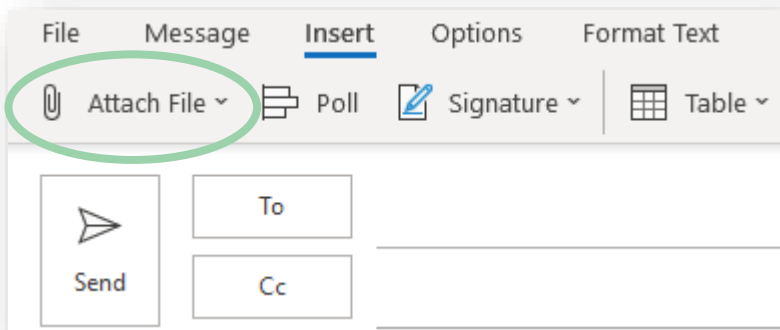 File Message Insert Options Format Text
Attach File Poll Signature Table
To
Send
Cc